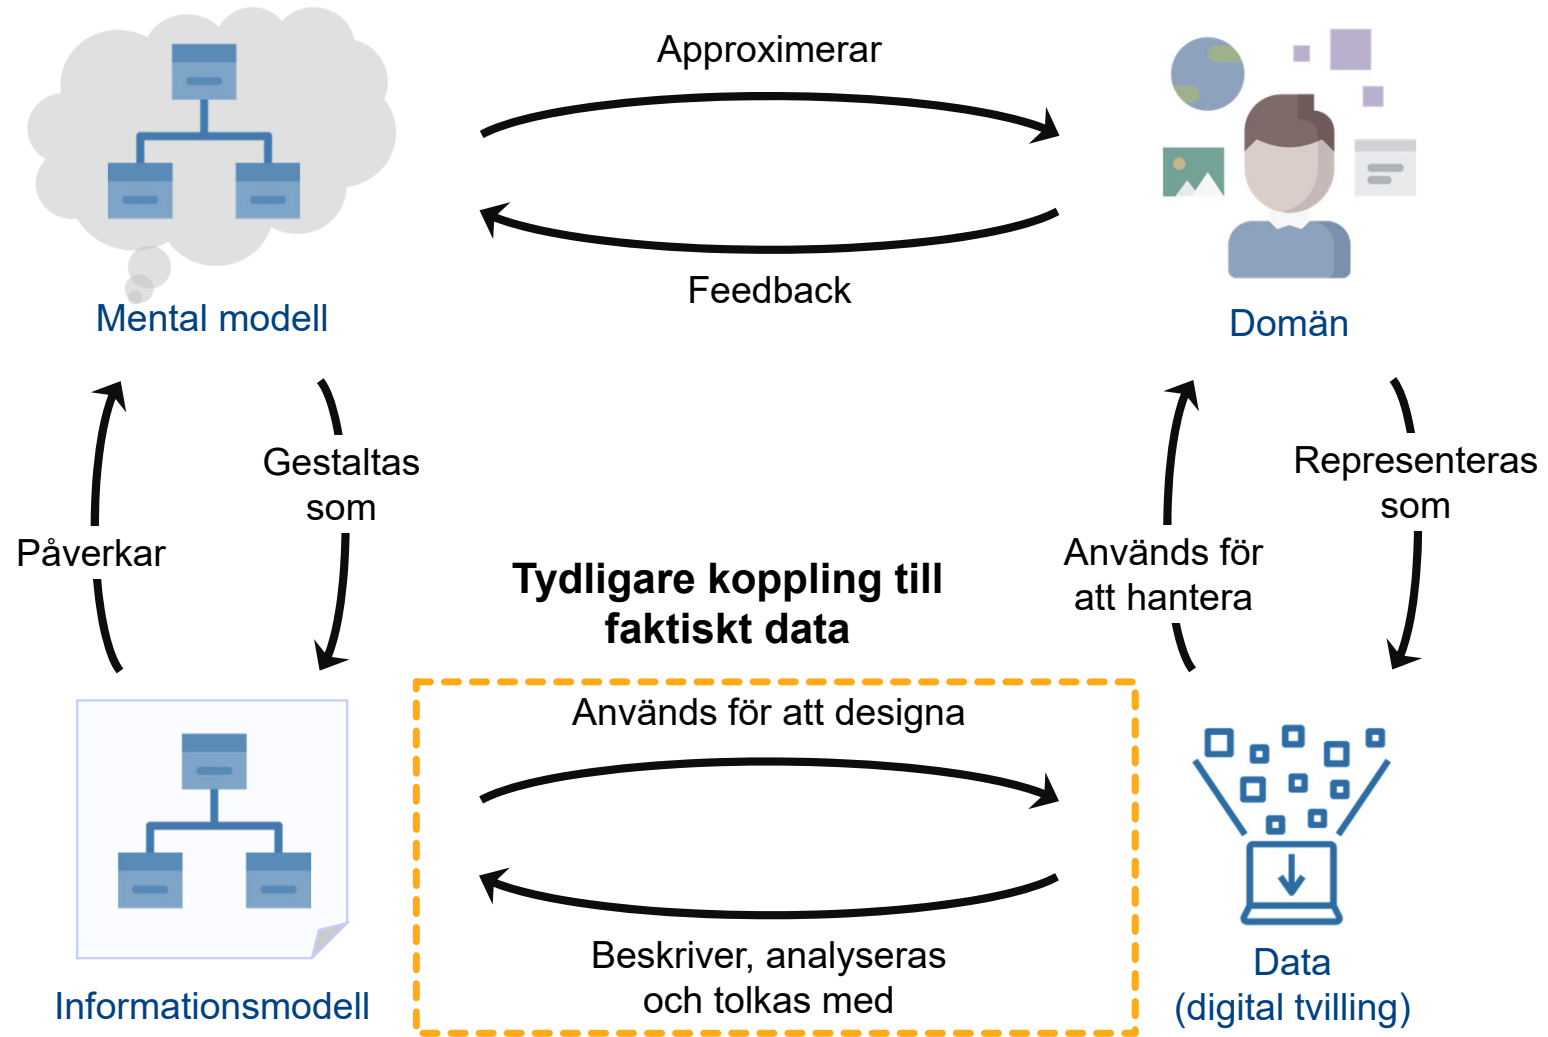 Approximerar
Feedback
Mental modell
Domän
Gestaltas
som
Påverkar
Representeras
som
Används för
att hantera
Tydligare koppling till
faktiskt data
Används för att designa
Beskriver, analyseras
och tolkas med
Informationsmodell
Data
(digital tvilling)